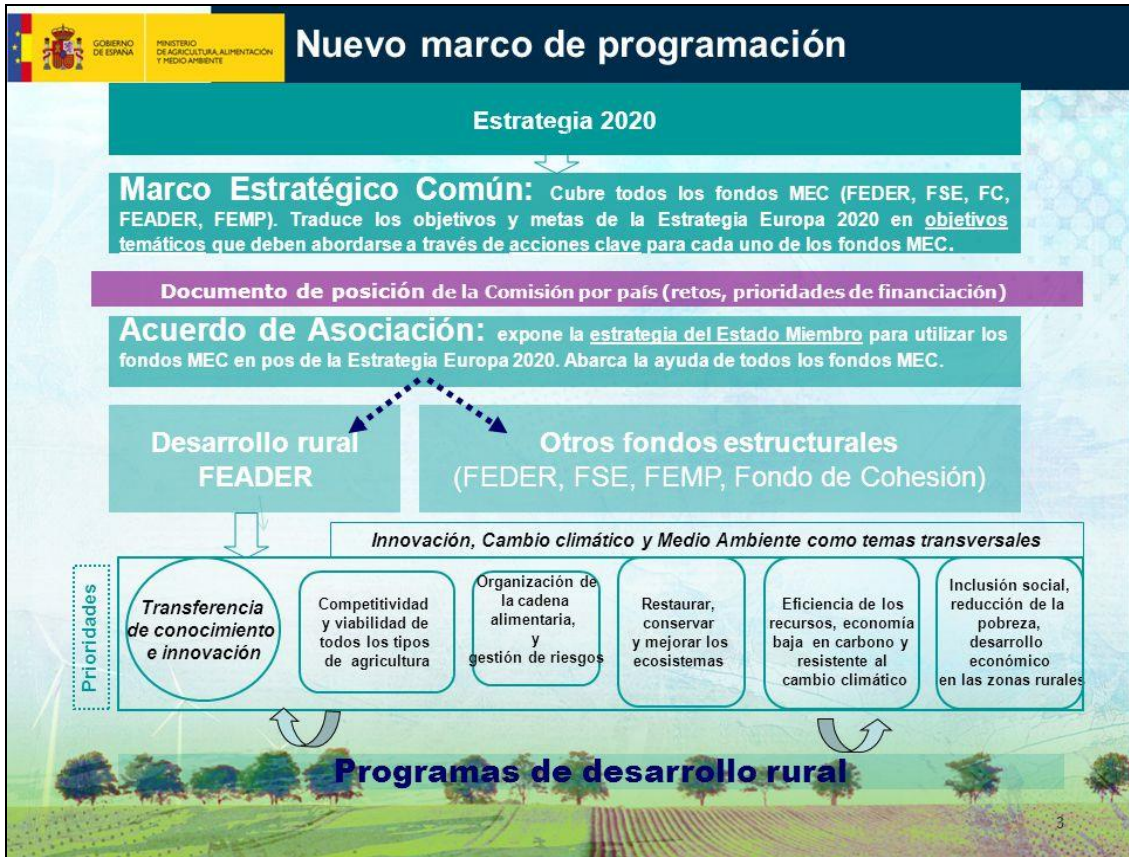 GOBIERNO
DE ESPAÑA
MINISTERIO
DE AGRICULTURA, ALIMENTACIÓN
Y MEDIO AMBIENTE
Nuevo marco de programación
Estrategia 2020
Marco Estratégico Común: Cubre todos los fondos MEC (FEDER, FSE, FC,
FEADER, FEMP). Traduce los objetivos y metas de la Estrategia Europa 2020 en objetivos
temáticos que deben abordarse a través de acciones clave para cada uno de los fondos MEC.
Documento de posición de la Comisión por país (retos, prioridades de financiación)
Acuerdo de Asociación: expone la estrategia del Estado Miembro para utilizar los
fondos MEC en pos de la Estrategia Europa 2020. Abarca la ayuda de todos los fondos MEC.
Desarrollo rural
FEADER
Otros fondos estructurales
(FEDER, FSE, FEMP, Fondo de Cohesión)
Innovación, Cambio climático y Medio Ambiente como temas transversales
Prioridades
Transferencia
de conocimiento
e innovación
Competitividad
y viabilidad de
todos los tipos
de agricultura
Organización de
la cadena
alimentaria,
y
gestión de riesgos
Restaurar,
conservar
y mejorar los
ecosistemas
Eficiencia de los
recursos, economía
baja en carbono y
resistente al
cambio climático
Inclusión social,
reducción de la
pobreza,
desarrollo
económico
en las zonas rurales
Programas de desarrollo rural
3